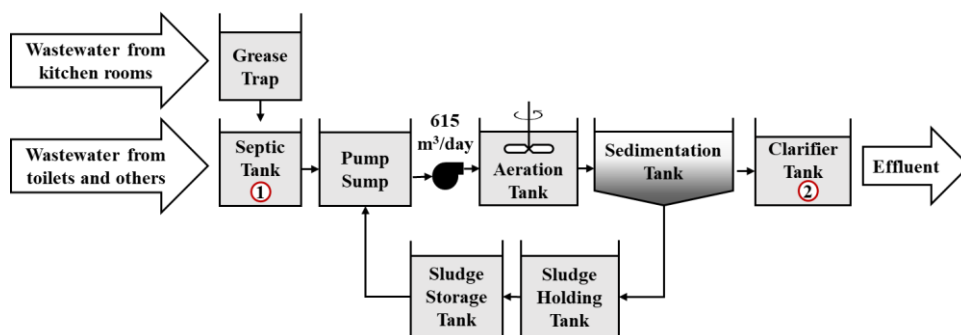 Wastewater from
kitchen rooms
Grease
Trap
Wastewater from
toilets and others
Septic
Tank
1
Pump
Sump
615
m³/day
Aeration
Tank
Sedimentation
Tank
Clarifier
Tank
2
Effluent
Sludge
Storage
Tank
Sludge
Holding
Tank